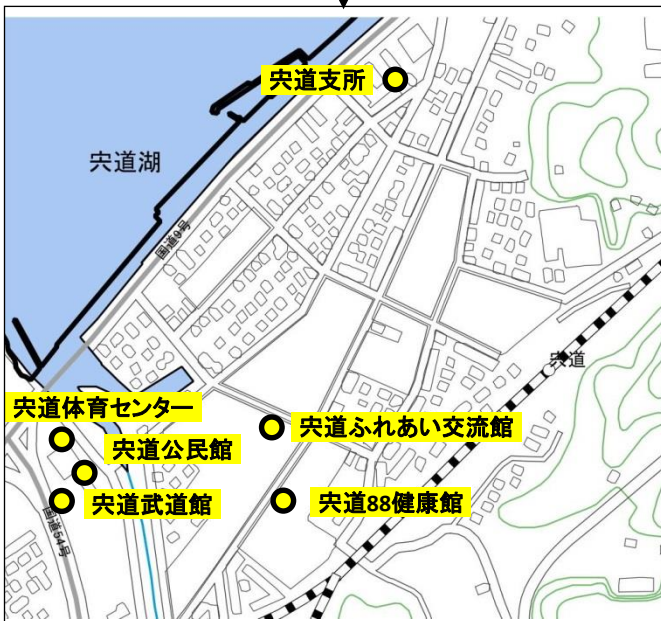 宍道支所
宍道湖
国道9号
宍道
宍道体育センター
宍道ふれあい交流館
宍道公民館
宍道武道館
宍道88健康館
国道54号